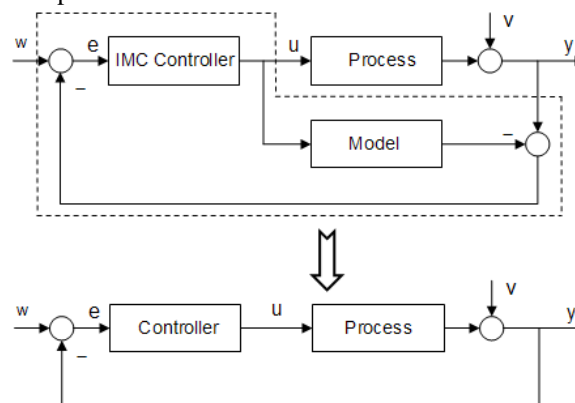 w e IMC Controller u Process v y
–
Model –
w e Controller u Process v y
–